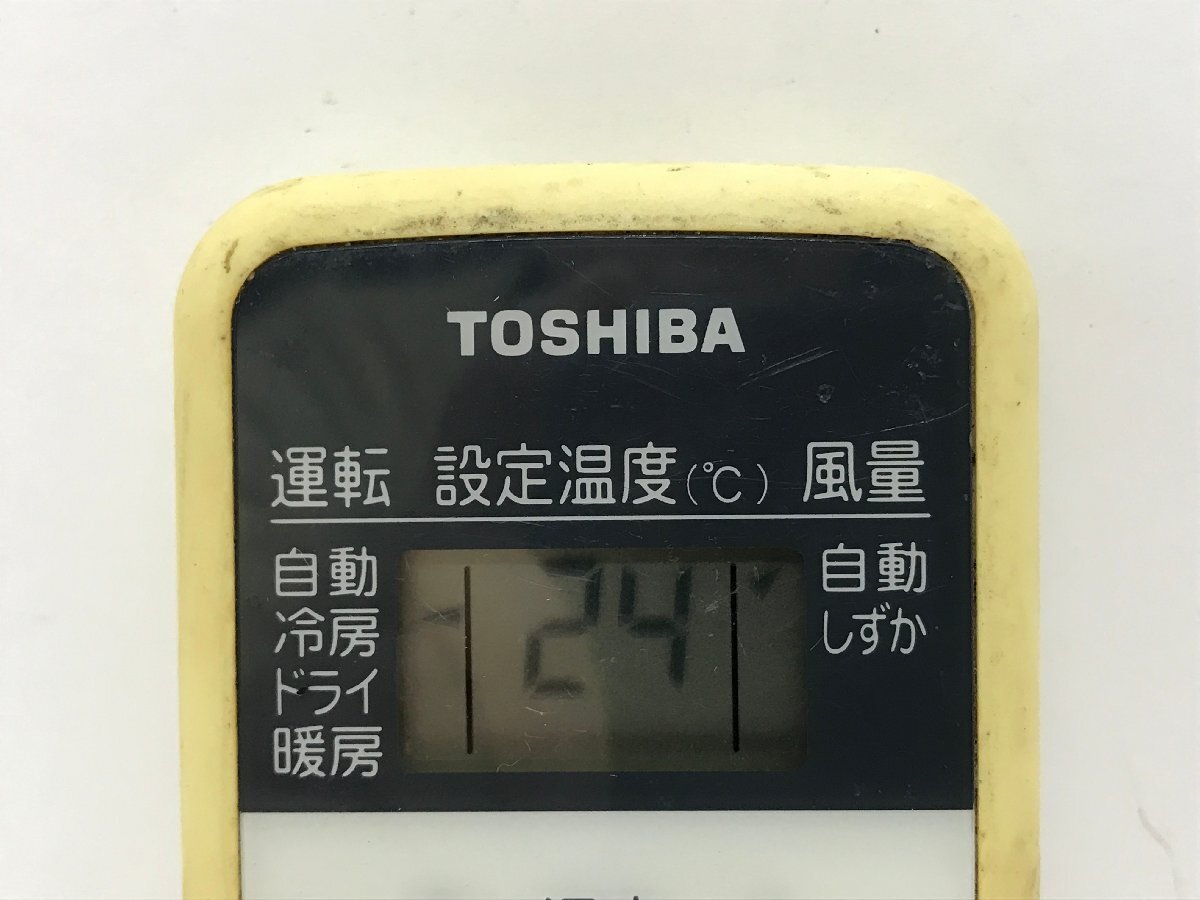 TOSHIBA
運転 設定温度(℃) 風量
自動 24 自動
冷房 しずか
ドライ
暖房